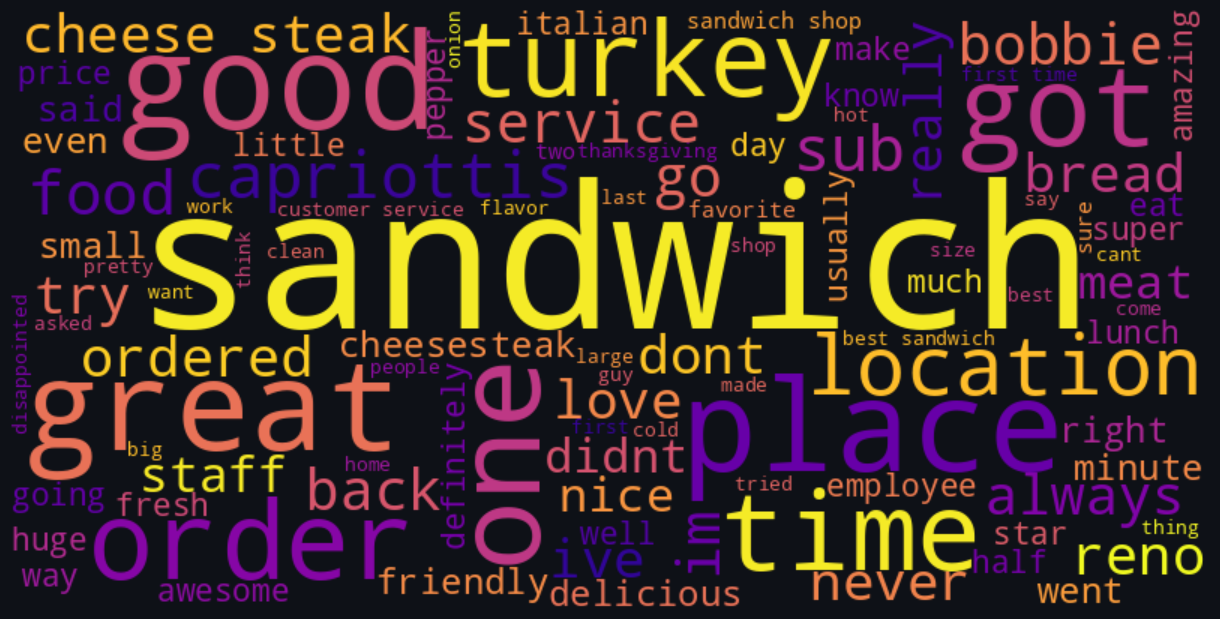 cheese steak
good
pepper
onion
turkey
italian
sandwich shop
make
really
bobbie
first time
amazing
price
said
even
little
service
know
hot
got
two
thanksgiving
day
sub
bread
food
capriottis
go
last
usually
say
eat
work
customer service
flavor
favorite
sure
super
small
think
clean
sandwich
shop
size
cant
pretty
want
much
best
meat
try
come
asked
lunch
disappointed
ordered
cheesesteak
large
dont
best sandwich
location
great
people
definitely
one
guy
made
love
place
first
cold
right
big
staff
home
didnt
minute
going
fresh
back
nice
tried
employee
always
order
well
im
time
star
thing
huge
ive
half
reno
way
awesome
friendly
delicious
never
went